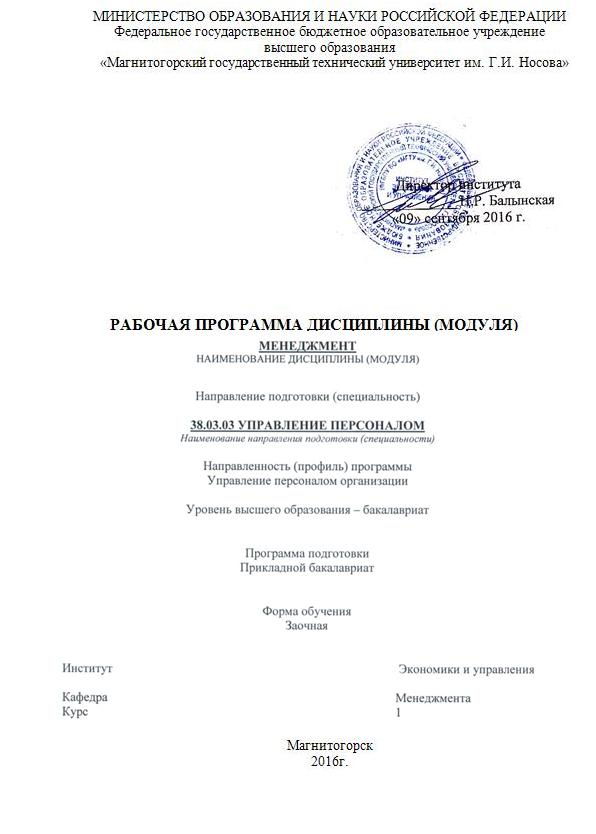 МИНИСТЕРСТВО ОБРАЗОВАНИЯ И НАУКИ РОССИЙСКОЙ ФЕДЕРАЦИИ
Федеральное государственное бюджетное образовательное учреждение
высшего образования
«Магнитогорский государственный технический университет им. Г.И. Носова»
Директор института
Н.Р. Балынская
«09» сентября 2016 г.
РАБОЧАЯ ПРОГРАММА ДИСЦИПЛИНЫ (МОДУЛЯ)
МЕНЕДЖМЕНТ
НАИМЕНОВАНИЕ ДИСЦИПЛИНЫ (МОДУЛЯ)
Направление подготовки (специальность)
38.03.03 УПРАВЛЕНИЕ ПЕРСОНАЛОМ
Наименование направления подготовки (специальности)
Направленность (профиль) программы
Управление персоналом организации
Уровень высшего образования – бакалавриат
Программа подготовки
Прикладной бакалавриат
Форма обучения
Заочная
Институт Экономики и управления
Кафедра Менеджмента
Курс 1
Магнитогорск
2016г.